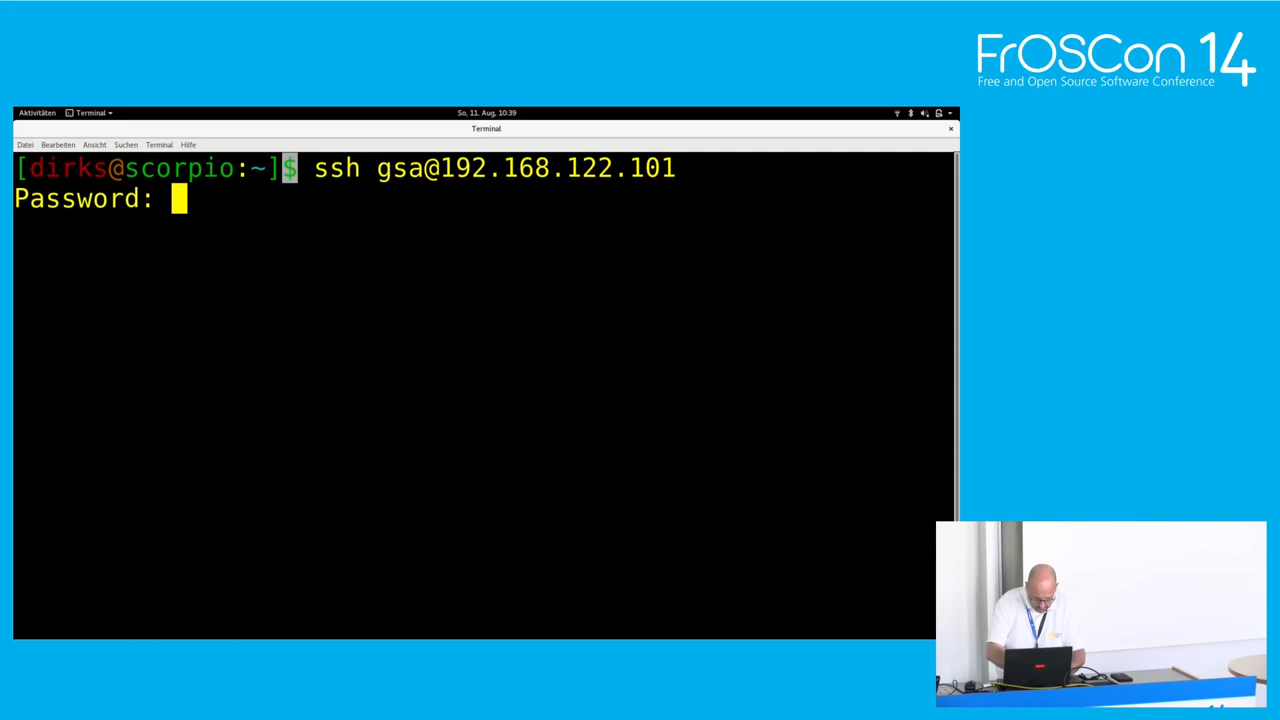 FrOSCon 14
Free and Open Source Software Conference
Aktivitäten Terminal So, 11. Aug, 10:39
Terminal ×
Datei Bearbeiten Ansicht Suchen Terminal Hilfe
[dirks@scorpio:~]$ ssh gsa@192.168.122.101
Password: